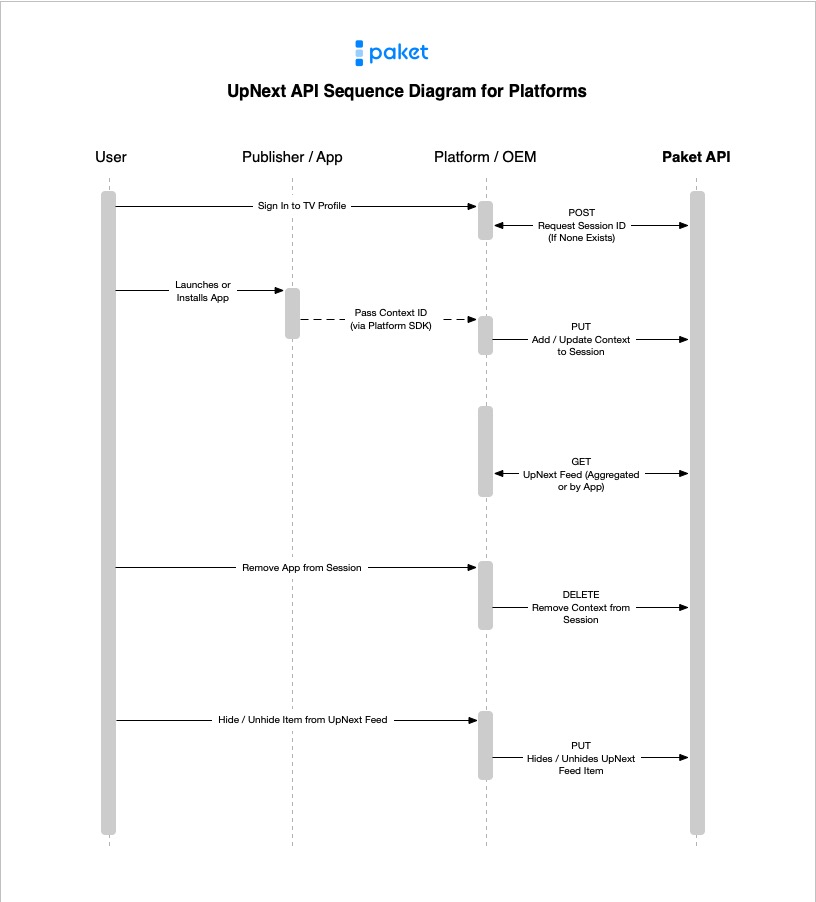 paket
UpNext API Sequence Diagram for Platforms
User
Publisher / App
Platform / OEM
Paket API
Sign In to TV Profile
POST
Request Session ID
(If None Exists)
Launches or
Installs App
Pass Context ID
(via Platform SDK)
PUT
Add / Update Context
to Session
GET
UpNext Feed (Aggregated
or by App)
Remove App from Session
DELETE
Remove Context from
Session
Hide / Unhide Item from UpNext Feed
PUT
Hides / Unhides UpNext
Feed Item